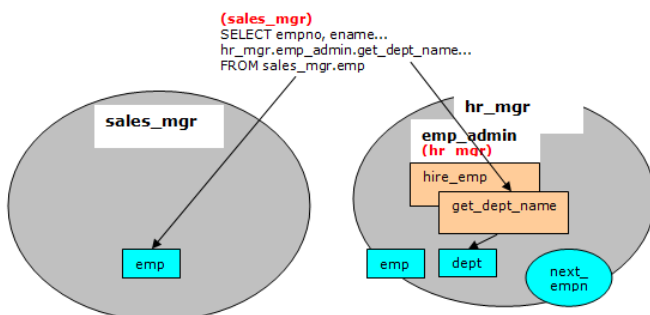 (sales_mgr)
SELECT empno, ename...
hr_mgr.emp_admin.get_dept_name...
FROM sales_mgr.emp
sales_mgr
hr_mgr
emp_admin
(hr_mgr)
hire_emp
get_dept_name
emp
emp
dept
next_
empn